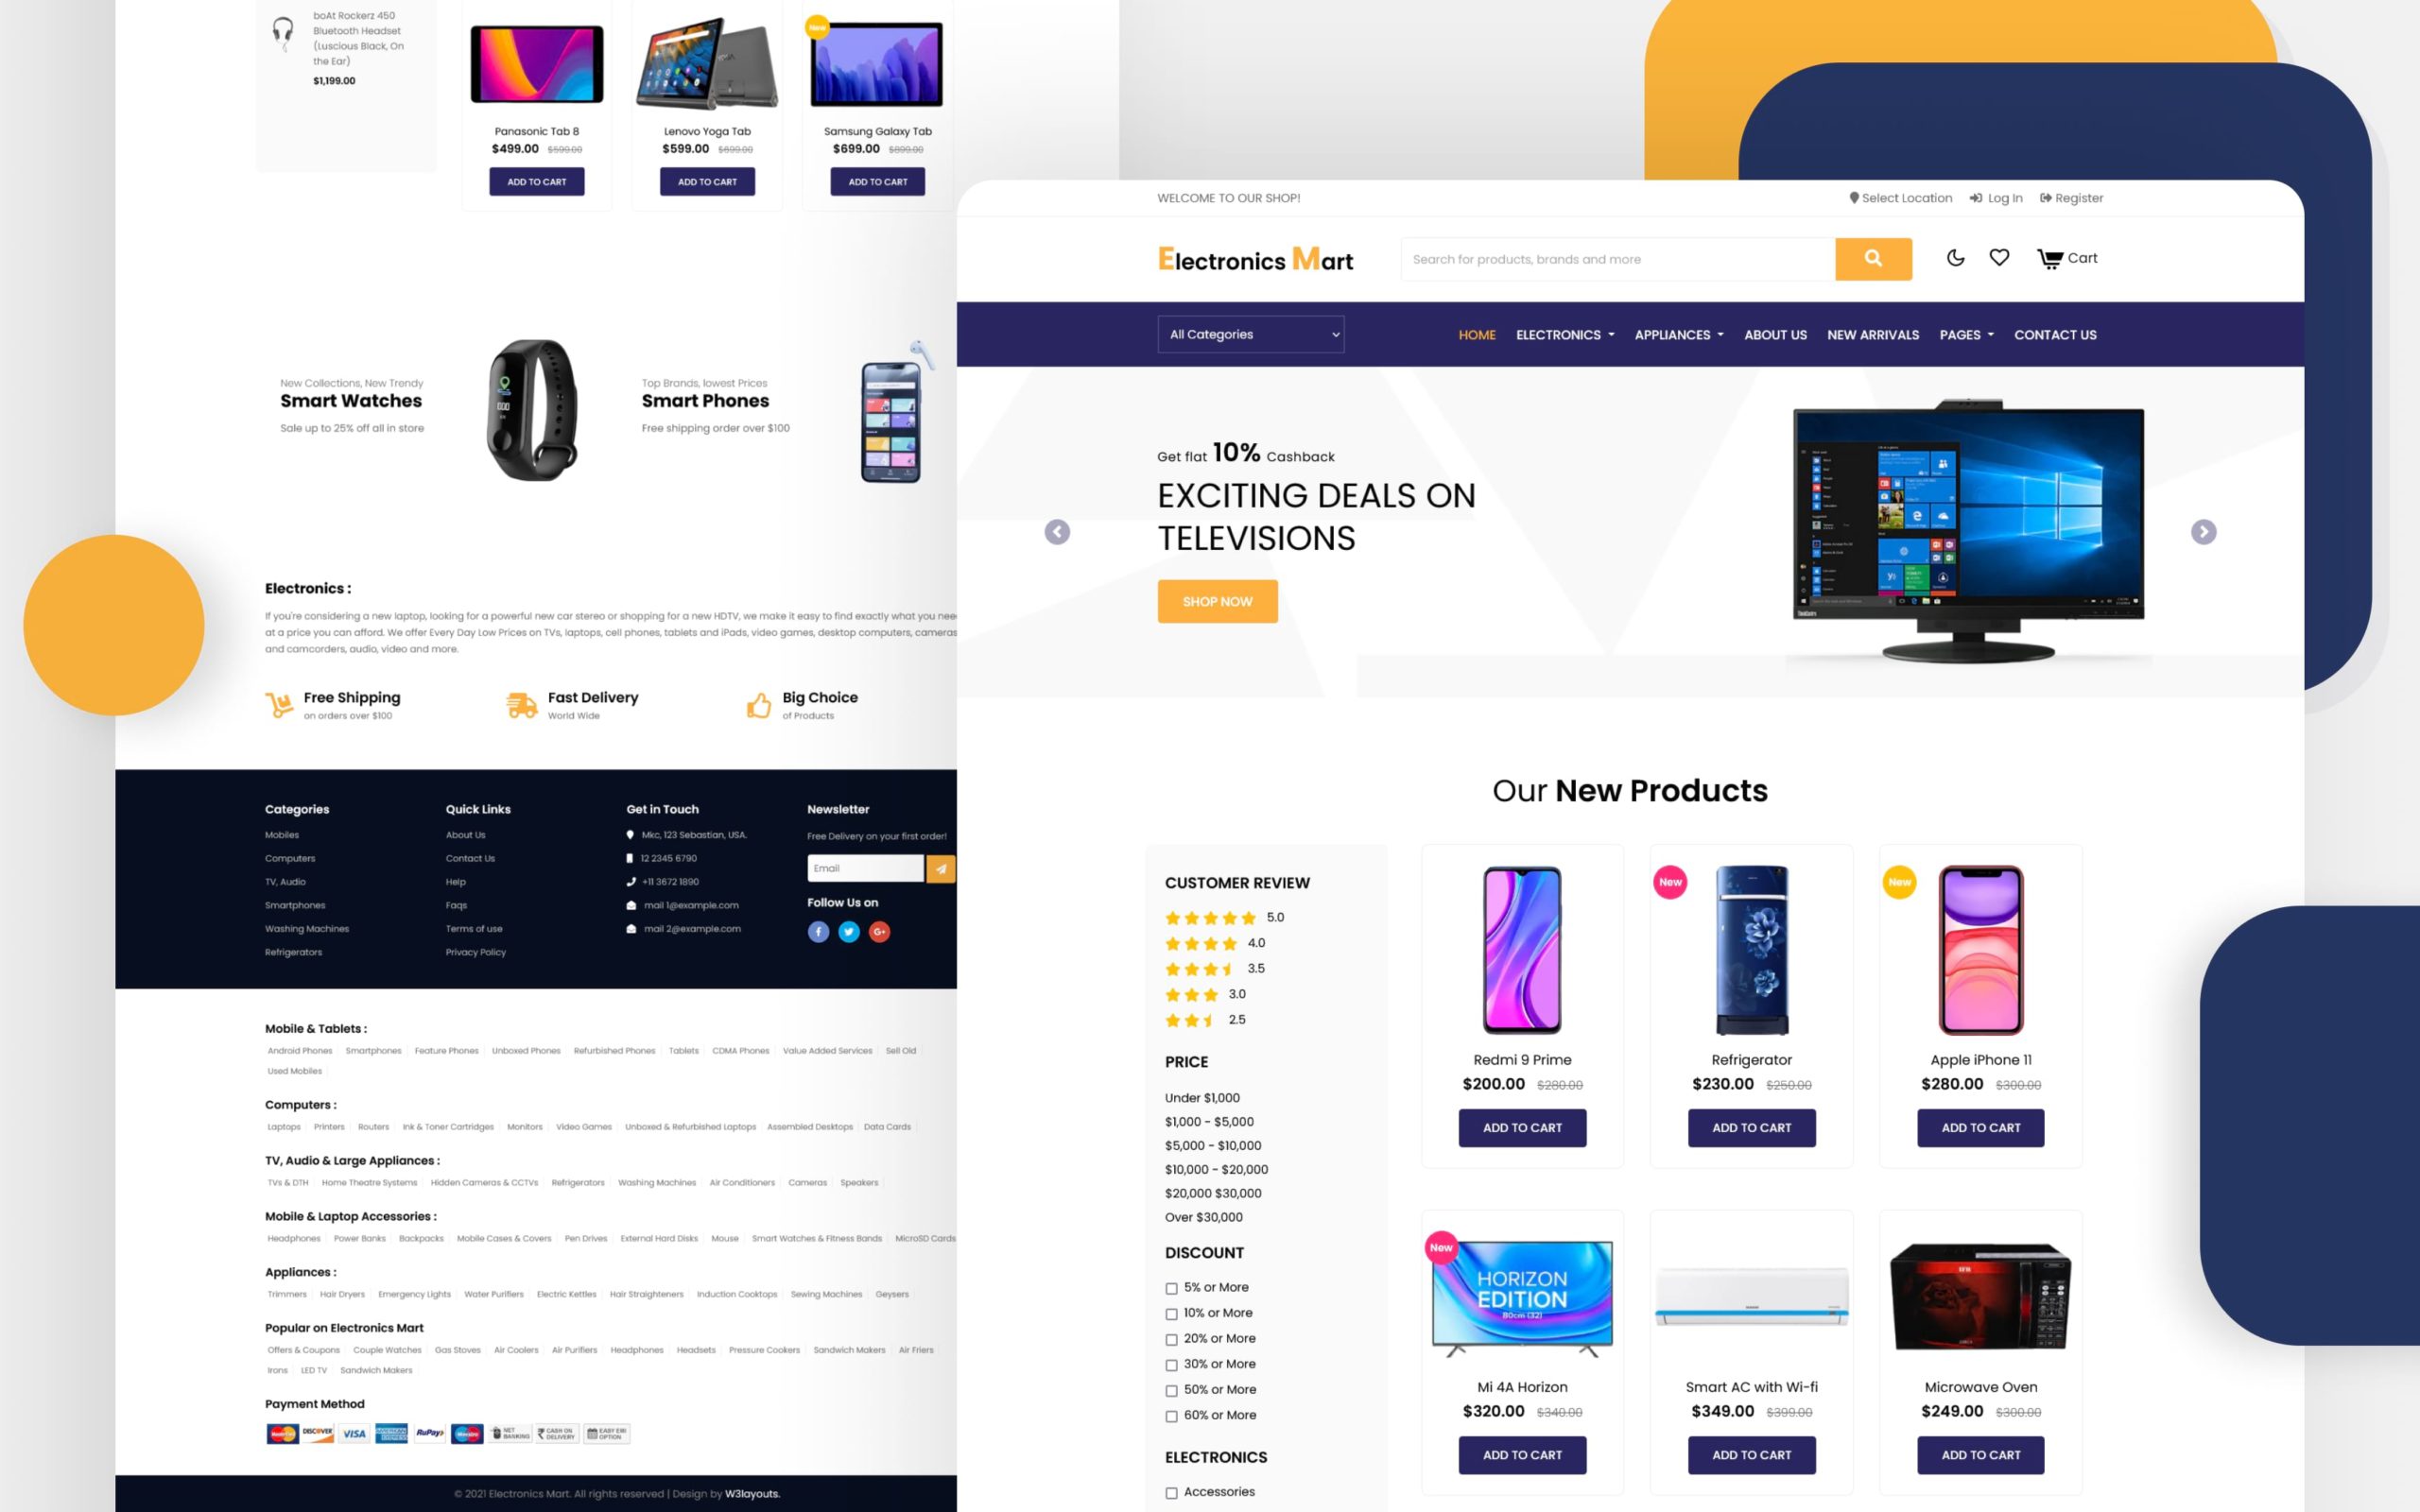 boAt Rockerz 450
Bluetooth Headset
(Luscious Black, On
the Ear)
$1,199.00
New
Panasonic Tab 8
$499.00 $599.00
ADD TO CART
Lenovo Yoga Tab
$599.00 $699.00
ADD TO CART
Samsung Galaxy Tab
$699.00 $899.00
ADD TO CART
New Collections, New Trendy
Smart Watches
Sale up to 25% off all in store
Top Brands, lowest Prices
Smart Phones
Free shipping order over $100
Electronics :
If you're considering a new laptop, looking for a powerful new car stereo or shopping for a new HDTV, we make it easy to find exactly what you nee
at a price you can afford. We offer Every Day Low Prices on TVs, laptops, cell phones, tablets and iPads, video games, desktop computers, cameras
and camcorders, audio, video and more.
Free Shipping
on orders over $100
Fast Delivery
World Wide
Big Choice
of Products
Categories
Mobiles
Computers
TV, Audio
Smartphones
Washing Machines
Refrigerators
Quick Links
About Us
Contact Us
Help
Faqs
Terms of use
Privacy Policy
Get in Touch
Mkc, 123 Sebastian, USA.
12 2345 6790
+11 3672 1890
mail 1@example.com
mail 2@example.com
Newsletter
Free Delivery on your first order!
Email
Follow Us on
Mobile & Tablets :
Android Phones Smartphones Feature Phones Unboxed Phones Refurbished Phones Tablets CDMA Phones Value Added Services Sell Old
Used Mobiles
Computers :
Laptops Printers Routers Ink & Toner Cartridges Monitors Video Games Unboxed & Refurbished Laptops Assembled Desktops Data Cards
TV, Audio & Large Appliances :
TVs & DTH Home Theatre Systems Hidden Cameras & CCTVs Refrigerators Washing Machines Air Conditioners Cameras Speakers
Mobile & Laptop Accessories :
Headphones Power Banks Backpacks Mobile Cases & Covers Pen Drives External Hard Disks Mouse Smart Watches & Fitness Bands MicroSD Cards
Appliances :
Trimmers Hair Dryers Emergency Lights Water Purifiers Electric Kettles Hair Straighteners Induction Cooktops Sewing Machines Geysers
Popular on Electronics Mart
Offers & Coupons Couple Watches Gas Stoves Air Coolers Air Purifiers Headphones Headsets Pressure Cookers Sandwich Makers Air Friers
Irons LED TV Sandwich Makers
Payment Method
DISCOVER VISA RuPay NET BANKING CASH ON DELIVERY EASY EMI OPTION
© 2021 Electronics Mart. All rights reserved | Design by W3layouts.
WELCOME TO OUR SHOP!
Select Location Log In Register
Electronics Mart
Search for products, brands and more
Cart
All Categories
HOME ELECTRONICS APPLIANCES ABOUT US NEW ARRIVALS PAGES CONTACT US
Get flat 10% Cashback
EXCITING DEALS ON
TELEVISIONS
SHOP NOW
Our New Products
CUSTOMER REVIEW
5.0
4.0
3.5
3.0
2.5
PRICE
Under $1,000
$1,000 - $5,000
$5,000 - $10,000
$10,000 - $20,000
$20,000 $30,000
Over $30,000
DISCOUNT
5% or More
10% or More
20% or More
30% or More
50% or More
60% or More
ELECTRONICS
Accessories
Redmi 9 Prime
$200.00 $280.00
ADD TO CART
New
Refrigerator
$230.00 $250.00
ADD TO CART
New
Apple iPhone 11
$280.00 $300.00
ADD TO CART
New
HORIZON
EDITION
80cm (32)
Mi 4A Horizon
$320.00 $340.00
ADD TO CART
Smart AC with Wi-fi
$349.00 $399.00
ADD TO CART
Microwave Oven
$249.00 $300.00
ADD TO CART